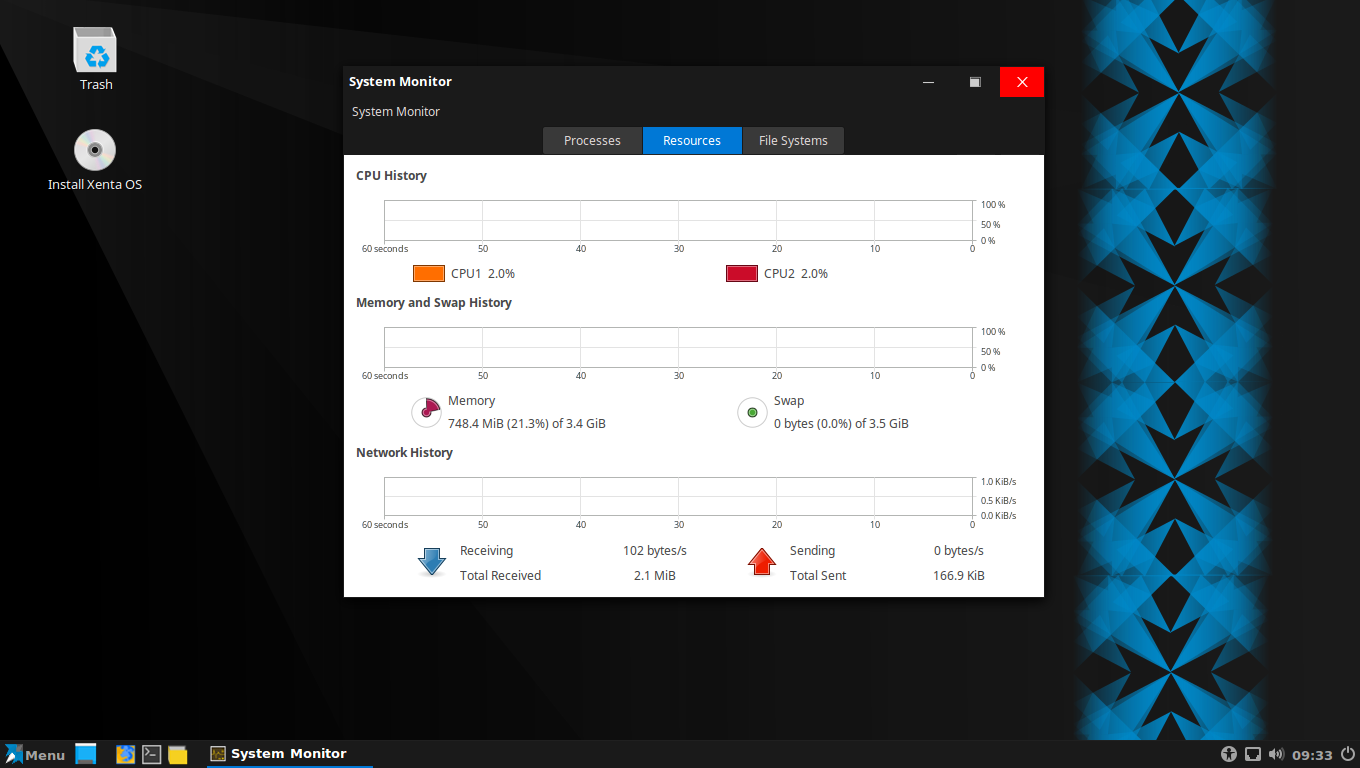 Trash
Install Xenta OS
System Monitor
System Monitor
Processes Resources File Systems
CPU History
100 %
50 %
0 %
60 seconds 50 40 30 20 10 0
CPU1 2.0% CPU2 2.0%
Memory and Swap History
100 %
50 %
0 %
60 seconds 50 40 30 20 10 0
Memory Swap
748.4 MiB (21.3%) of 3.4 GiB 0 bytes (0.0%) of 3.5 GiB
Network History
1.0 KiB/s
0.5 KiB/s
0.0 KiB/s
60 seconds 50 40 30 20 10 0
Receiving 102 bytes/s Sending 0 bytes/s
Total Received 2.1 MiB Total Sent 166.9 KiB
Menu System Monitor 09:33